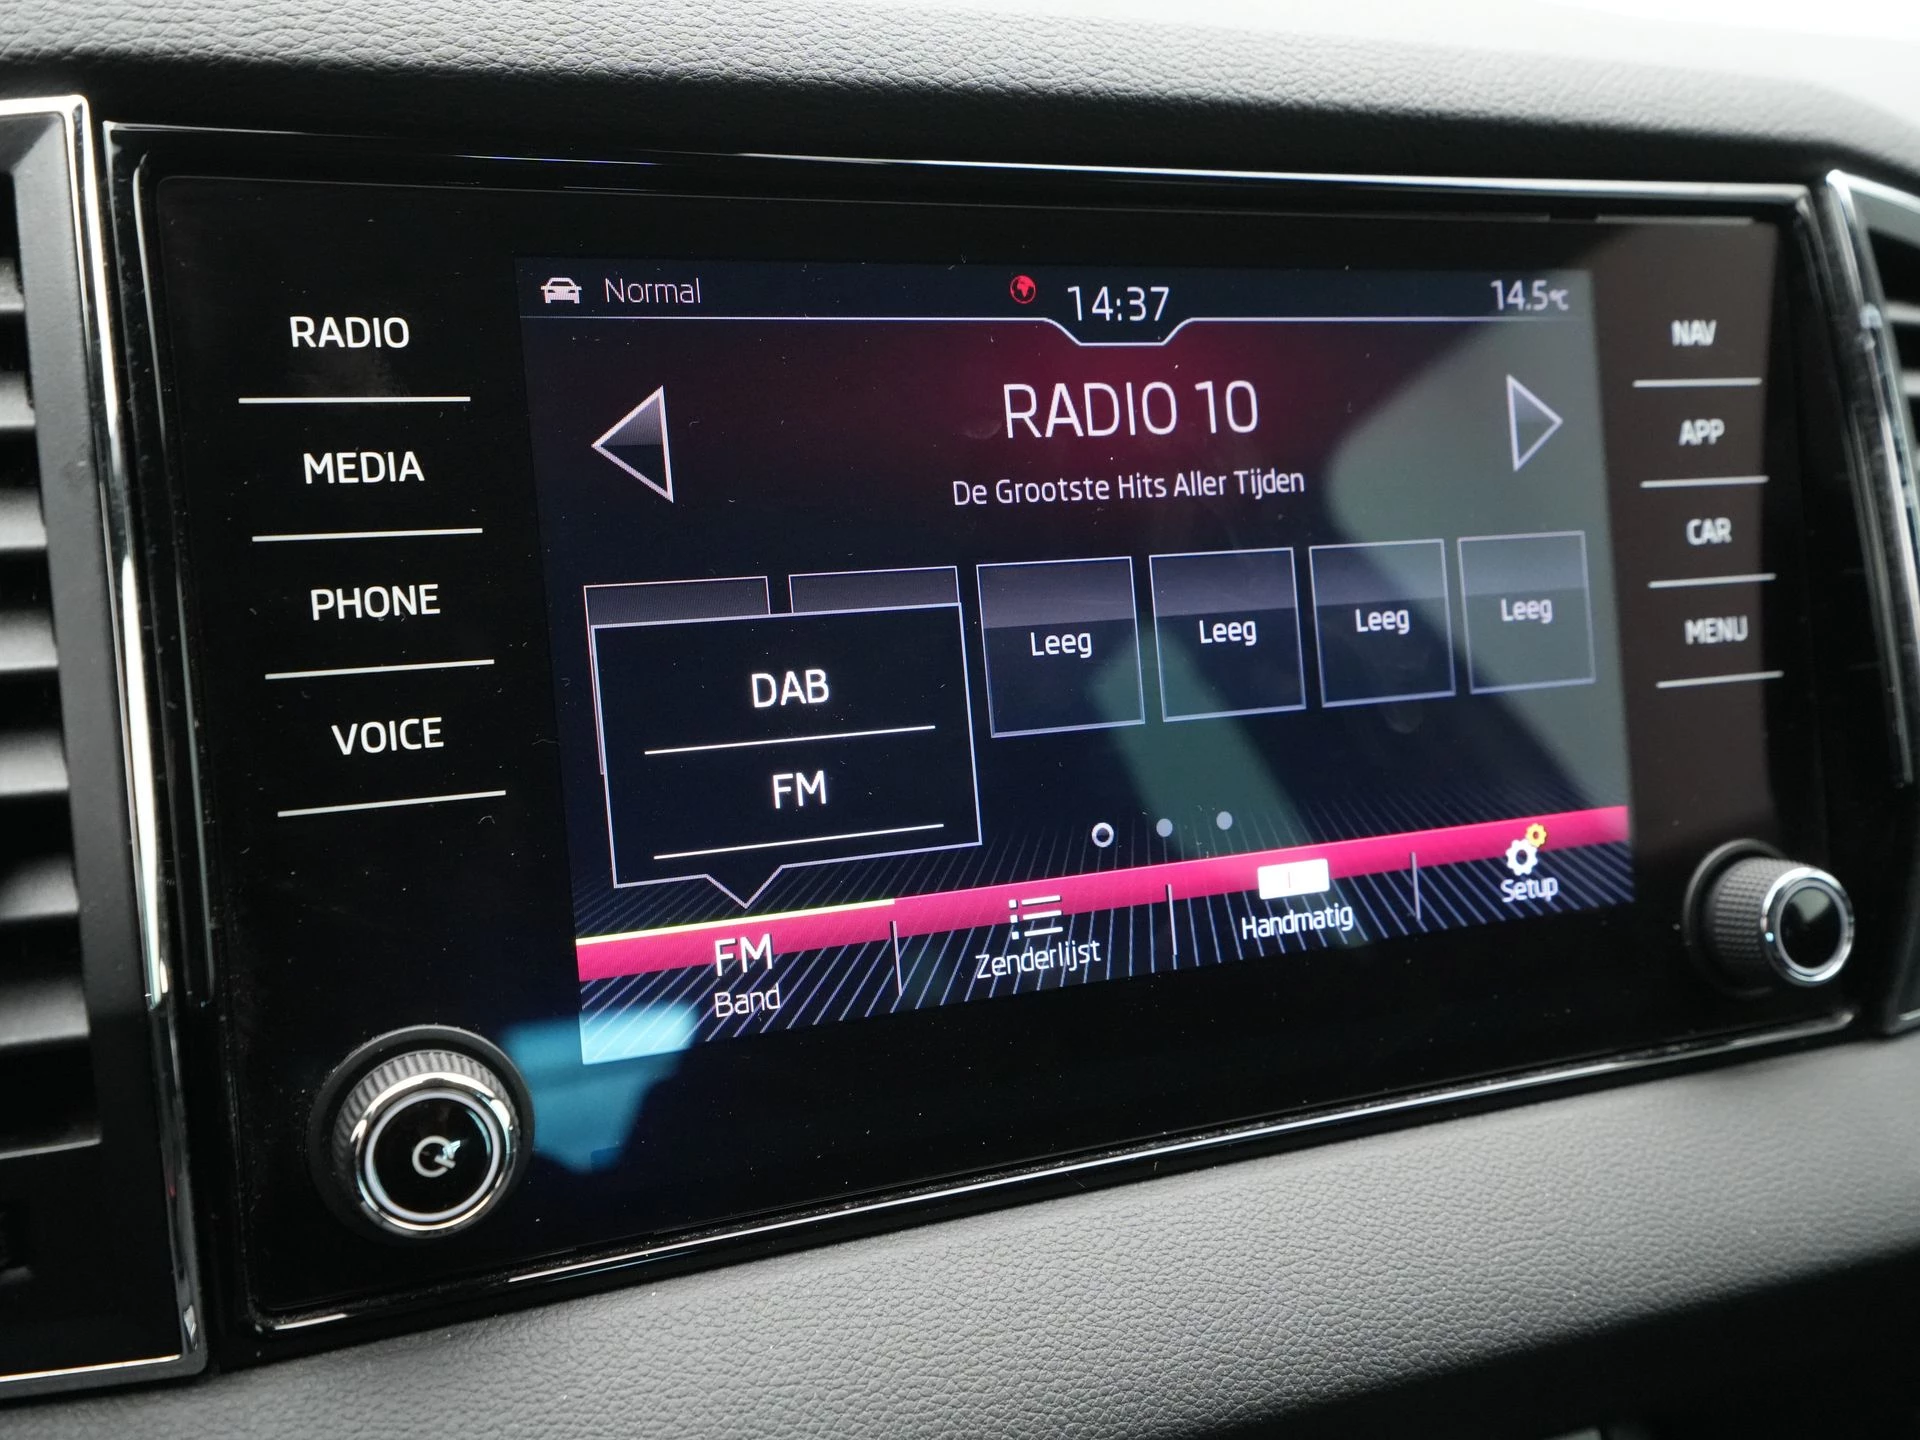 RADIO
MEDIA
PHONE
VOICE
Normal
14:37
14.5°C
RADIO 10
De Grootste Hits Aller Tijden
DAB
FM
Leeg
Leeg
Leeg
Leeg
FM
Band
Zenderlijst
Handmatig
Setup
NAV
APP
CAR
MENU